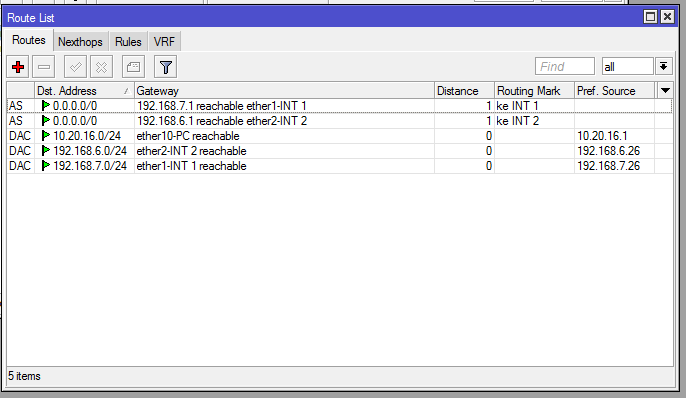 Route List
Routes Nexthops Rules VRF
Find all
Dst. Address Gateway Distance Routing Mark Pref. Source
AS 0.0.0.0/0 192.168.7.1 reachable ether1-INT 1 1 ke INT 1
AS 0.0.0.0/0 192.168.6.1 reachable ether2-INT 2 1 ke INT 2
DAC 10.20.16.0/24 ether10-PC reachable 0 10.20.16.1
DAC 192.168.6.0/24 ether2-INT 2 reachable 0 192.168.6.26
DAC 192.168.7.0/24 ether1-INT 1 reachable 0 192.168.7.26
5 items